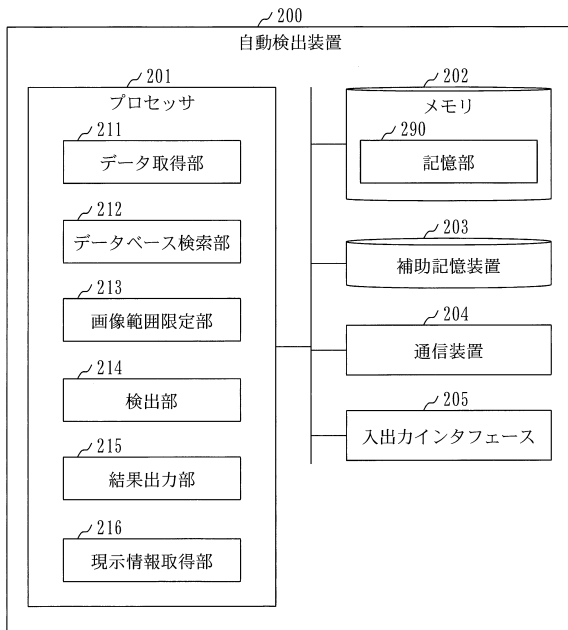 200
自動検出装置
201
プロセッサ
211
データ取得部
212
データベース検索部
213
画像範囲限定部
214
検出部
215
結果出力部
216
現示情報取得部
202
メモリ
290
記憶部
203
補助記憶装置
204
通信装置
205
入出力インタフェース